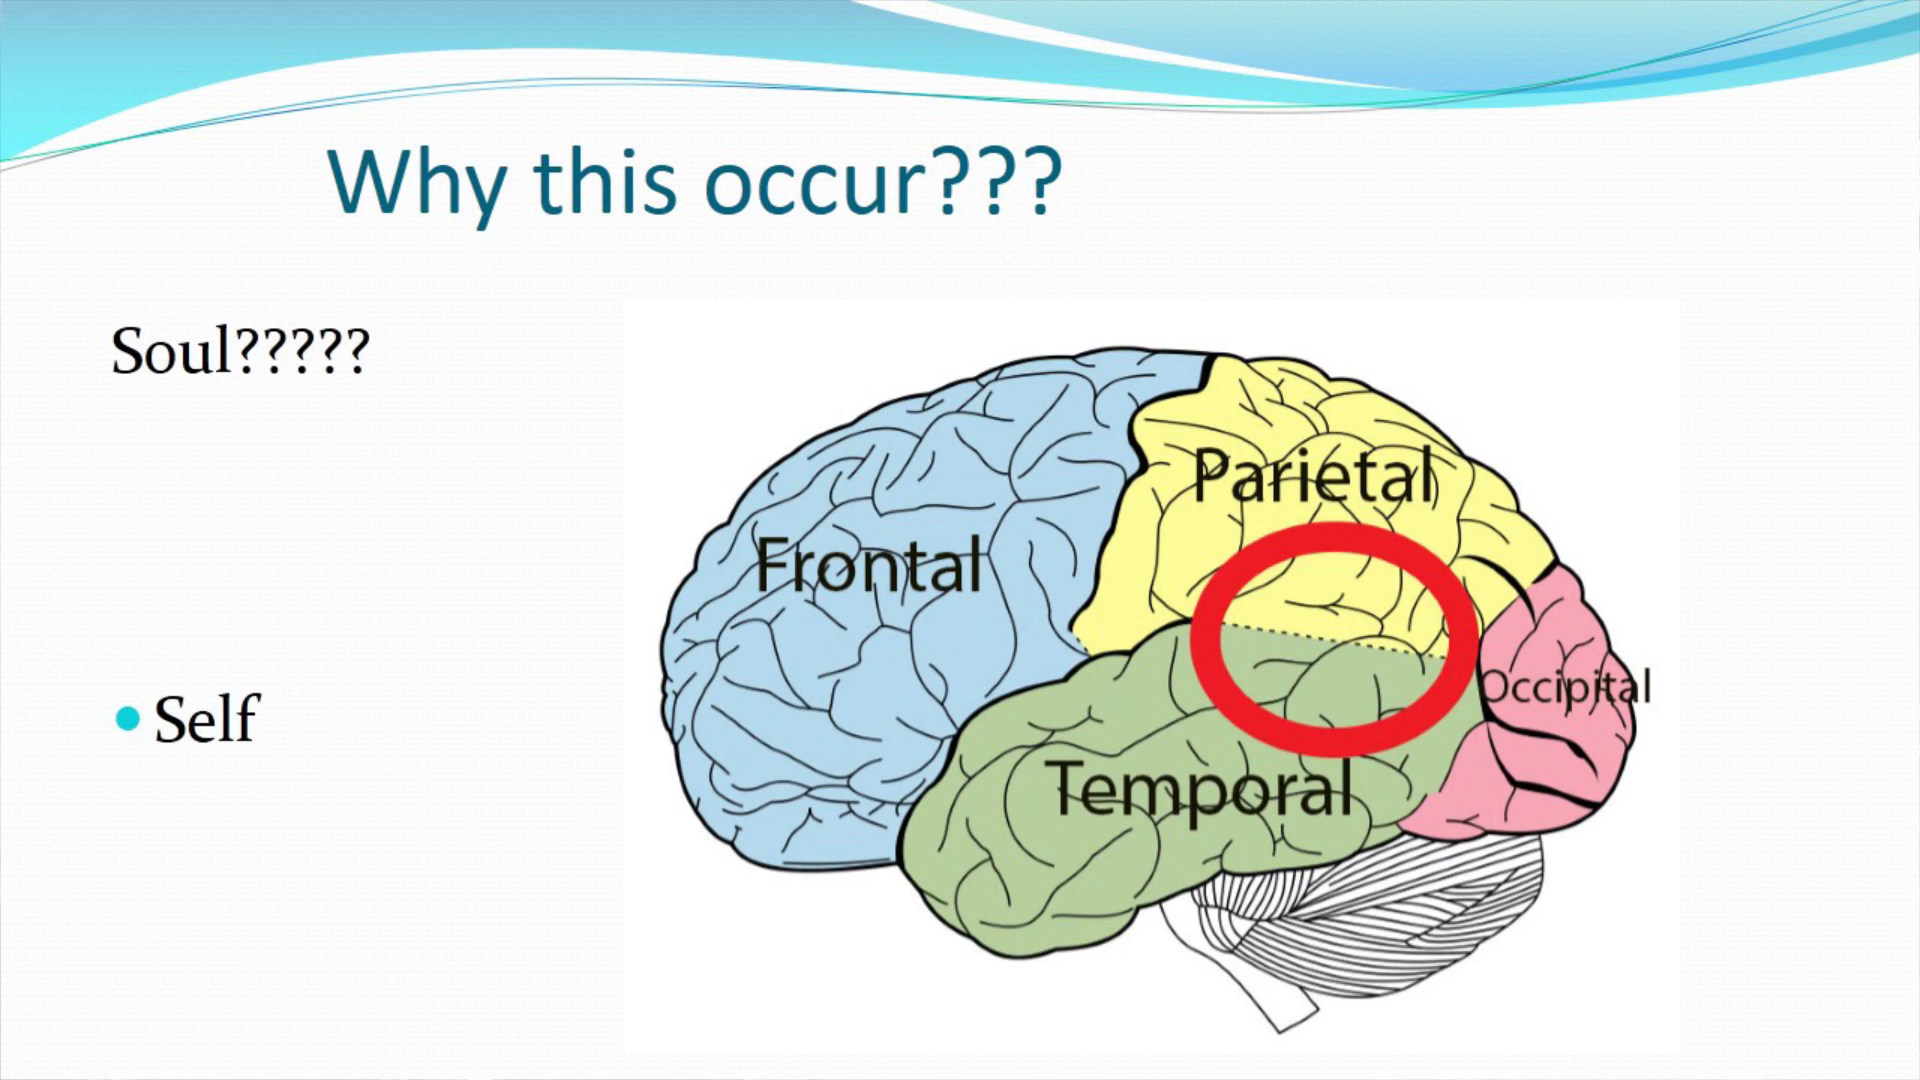 Why this occur???
Soul?????
Self
Frontal
Parietal
Occipital
Temporal